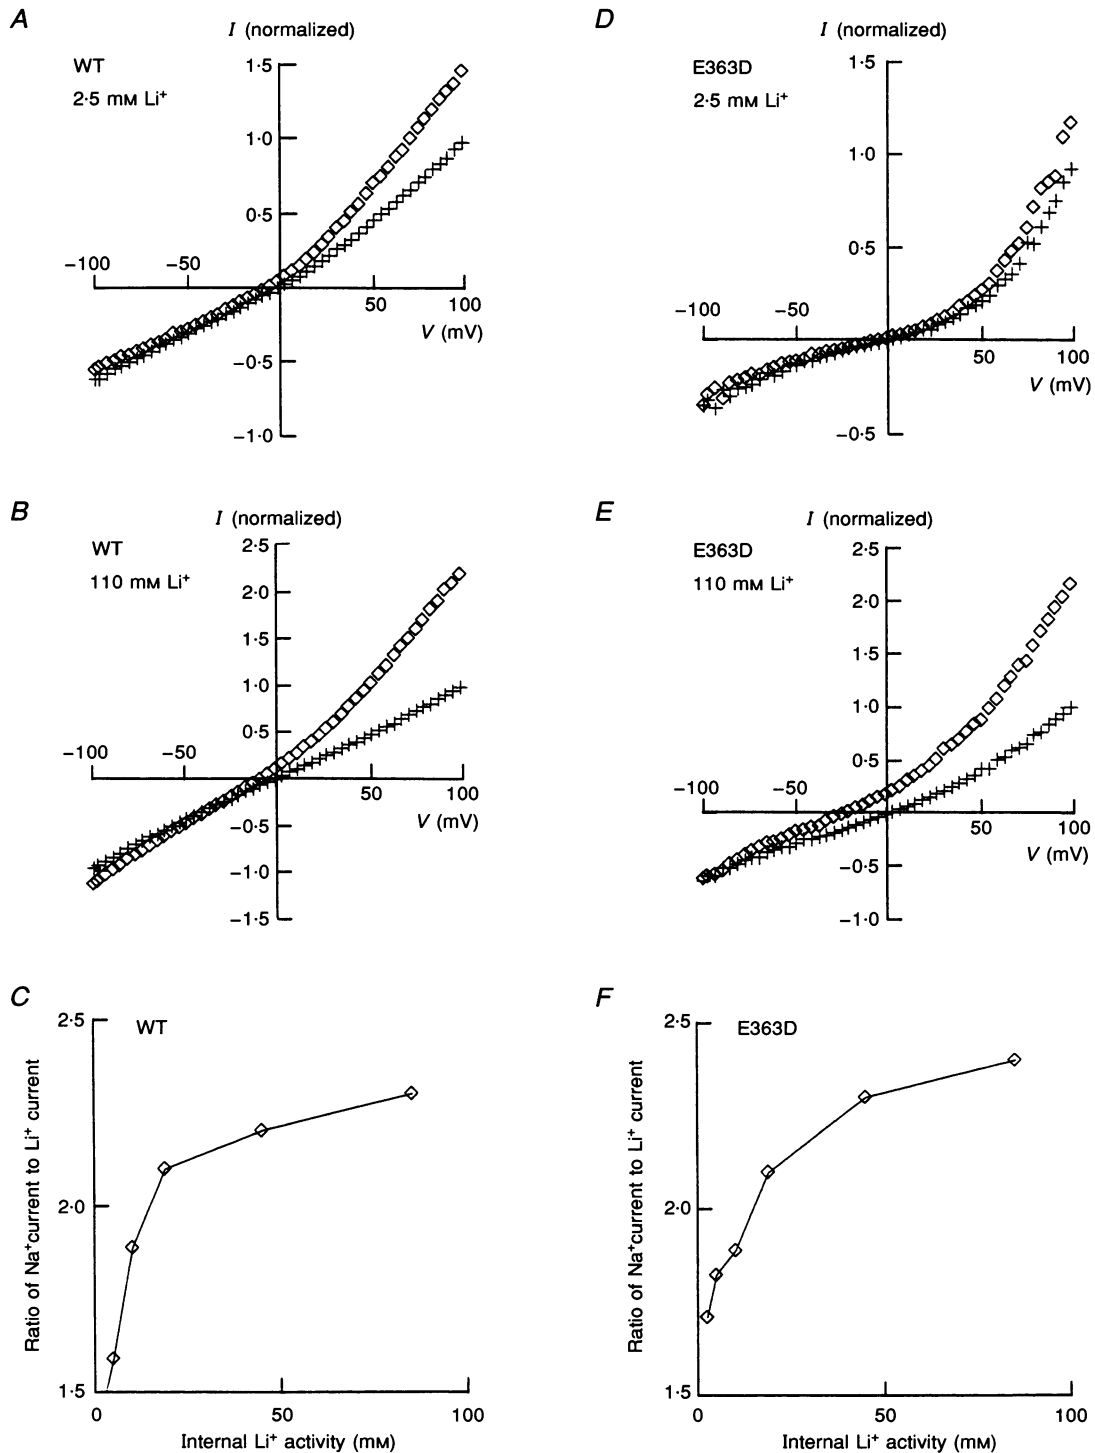 A
I (normalized)
WT
2·5 mM Li⁺
1·5
1·0
0·5
−100
−50
50
100
V (mV)
−0·5
−1·0
D
I (normalized)
E363D
2·5 mM Li⁺
1·5
1·0
0·5
−100
−50
50
100
V (mV)
−0·5
B
I (normalized)
WT
110 mM Li⁺
2·5
2·0
1·5
1·0
0·5
−100
−50
50
100
V (mV)
−0·5
−1·0
−1·5
E
I (normalized)
E363D
110 mM Li⁺
2·5
2·0
1·5
1·0
0·5
−100
−50
50
100
V (mV)
−0·5
−1·0
C
WT
2·5
2·0
1·5
Ratio of Na⁺current to Li⁺ current
0
50
100
Internal Li⁺ activity (mM)
F
E363D
2·5
2·0
1·5
Ratio of Na⁺current to Li⁺ current
0
50
100
Internal Li⁺ activity (mM)